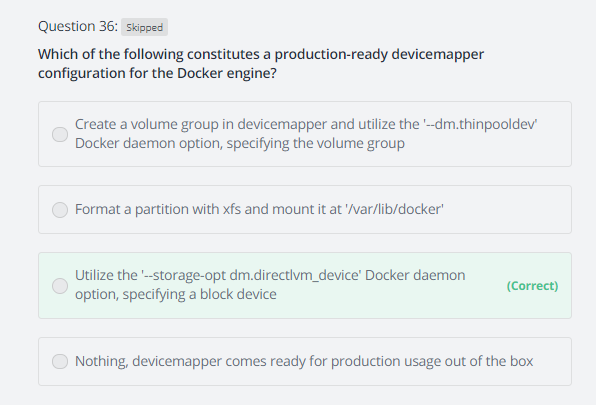 Question 36: Skipped
Which of the following constitutes a production-ready devicemapper
configuration for the Docker engine?
Create a volume group in devicemapper and utilize the '--dm.thinpooldev'
Docker daemon option, specifying the volume group
Format a partition with xfs and mount it at '/var/lib/docker'
Utilize the '--storage-opt dm.directlvm_device' Docker daemon
option, specifying a block device
(Correct)
Nothing, devicemapper comes ready for production usage out of the box